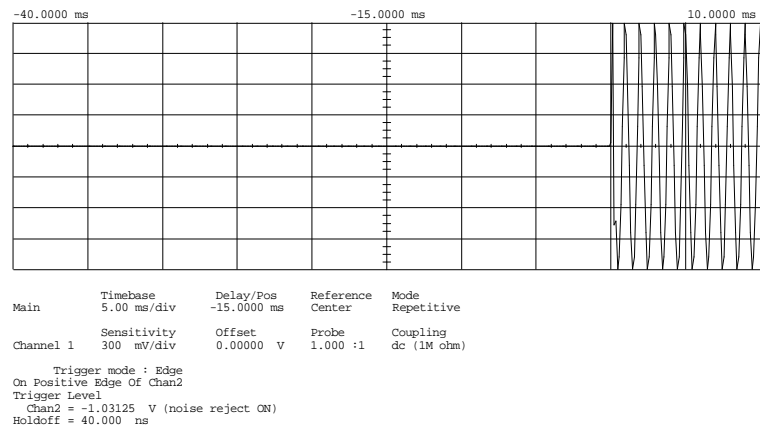 -40.0000 ms -15.0000 ms 10.0000 ms
Timebase Delay/Pos Reference Mode
Main 5.00 ms/div -15.0000 ms Center Repetitive
Sensitivity Offset Probe Coupling
Channel 1 300 mV/div 0.00000 V 1.000 :1 dc (1M ohm)
Trigger mode : Edge
On Positive Edge Of Chan2
Trigger Level
Chan2 = -1.03125 V (noise reject ON)
Holdoff = 40.000 ns